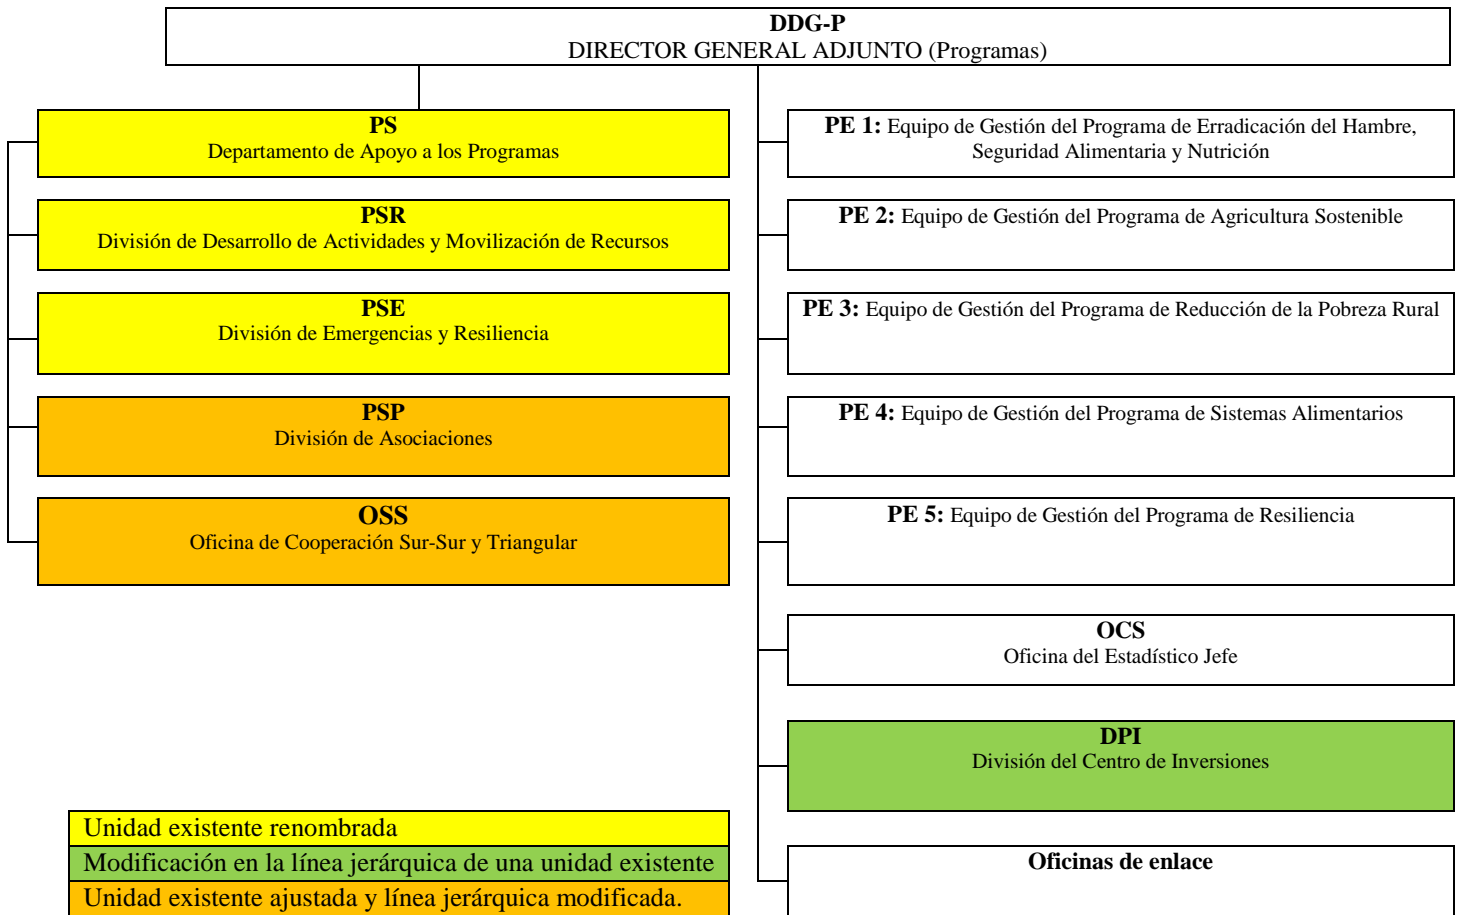 DDG-P
DIRECTOR GENERAL ADJUNTO (Programas)
PS
Departamento de Apoyo a los Programas
PSR
División de Desarrollo de Actividades y Movilización de Recursos
PSE
División de Emergencias y Resiliencia
PSP
División de Asociaciones
OSS
Oficina de Cooperación Sur-Sur y Triangular
PE 1: Equipo de Gestión del Programa de Erradicación del Hambre,
Seguridad Alimentaria y Nutrición
PE 2: Equipo de Gestión del Programa de Agricultura Sostenible
PE 3: Equipo de Gestión del Programa de Reducción de la Pobreza Rural
PE 4: Equipo de Gestión del Programa de Sistemas Alimentarios
PE 5: Equipo de Gestión del Programa de Resiliencia
OCS
Oficina del Estadístico Jefe
DPI
División del Centro de Inversiones
Oficinas de enlace
Unidad existente renombrada
Modificación en la línea jerárquica de una unidad existente
Unidad existente ajustada y línea jerárquica modificada.